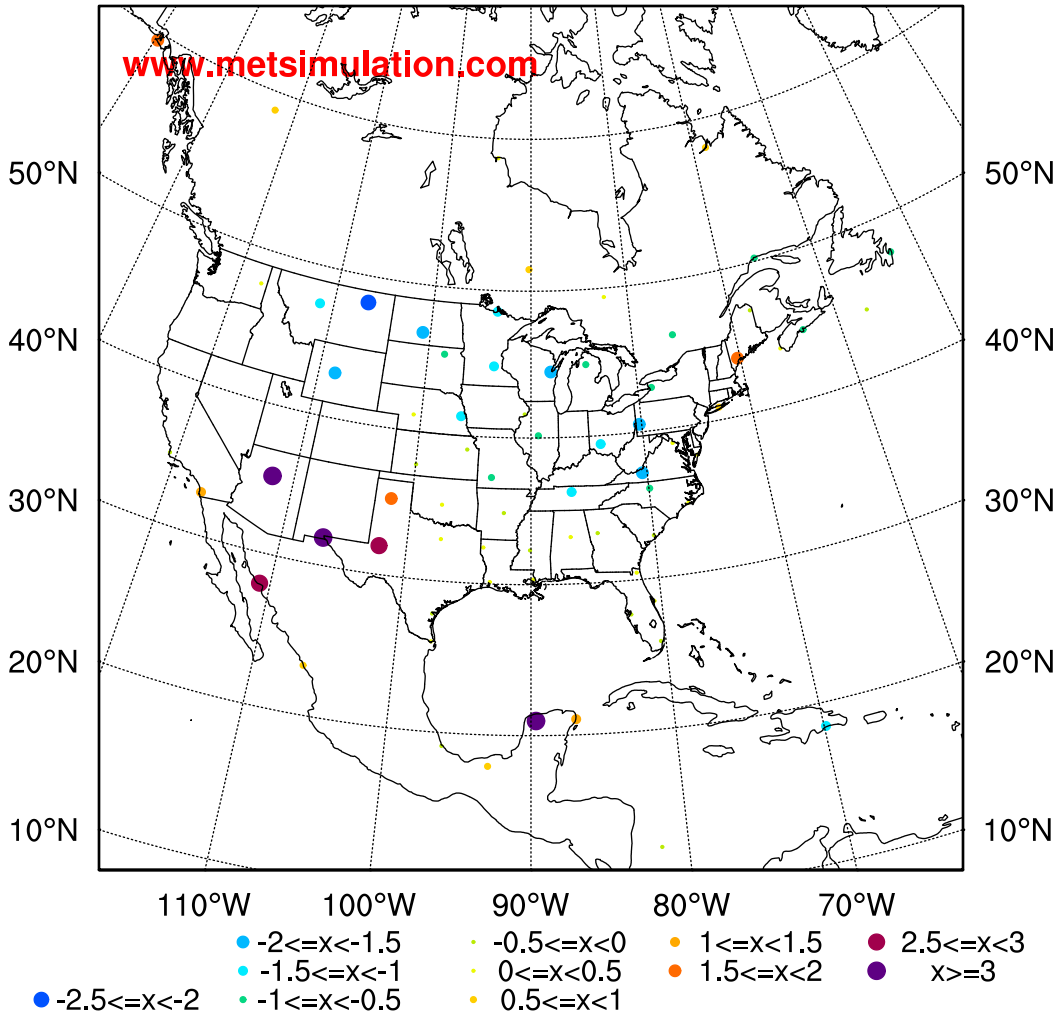 www.metsimulation.com
50°N 50°N
40°N 40°N
30°N 30°N
20°N 20°N
10°N 10°N
110°W 100°W 90°W 80°W 70°W
-2<=x<-1.5 -0.5<=x<0 1<=x<1.5 2.5<=x<3
-1.5<=x<-1 0<=x<0.5 1.5<=x<2 x>=3
-2.5<=x<-2 -1<=x<-0.5 0.5<=x<1